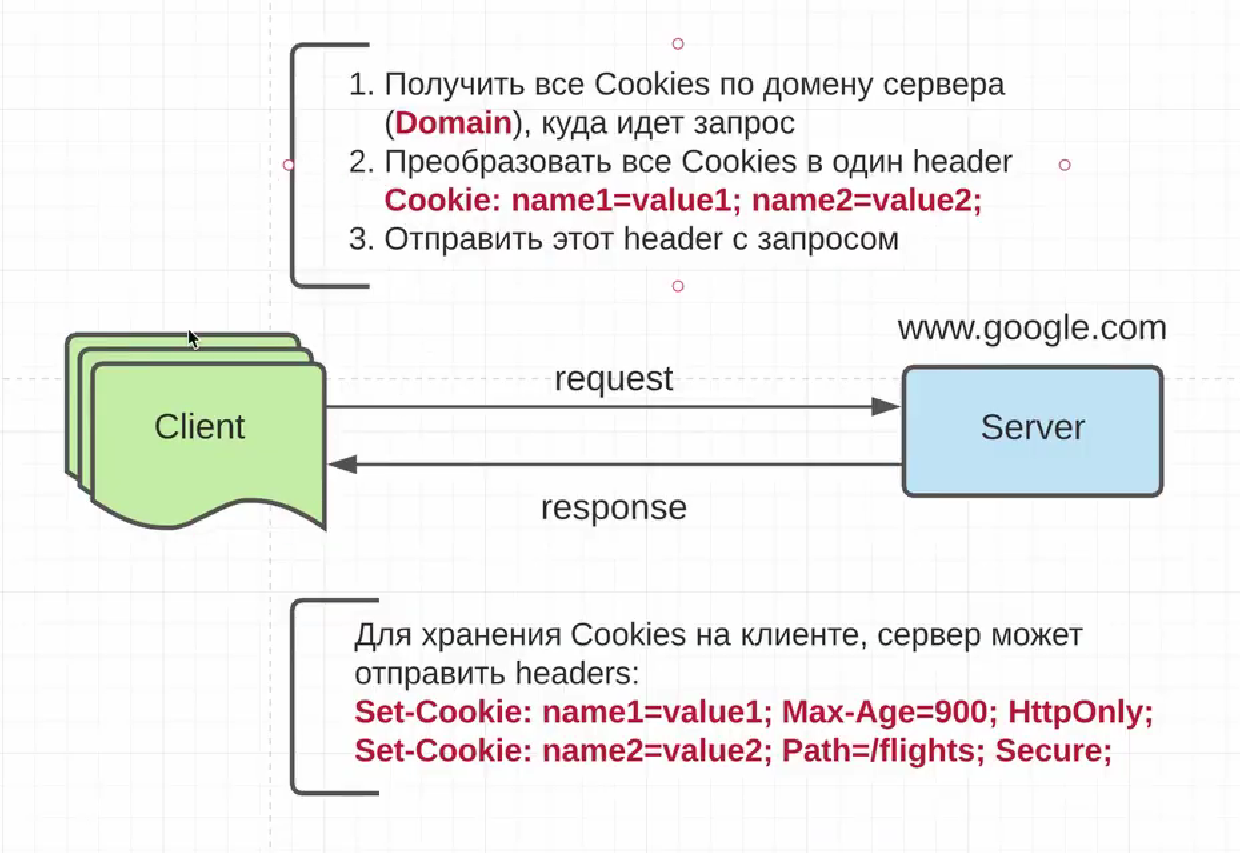 1. Получить все Cookies по домену сервера
(Domain), куда идет запрос
2. Преобразовать все Cookies в один header
Cookie: name1=value1; name2=value2;
3. Отправить этот header с запросом
www.google.com
request
Client
Server
response
Для хранения Cookies на клиенте, сервер может
отправить headers:
Set-Cookie: name1=value1; Max-Age=900; HttpOnly;
Set-Cookie: name2=value2; Path=/flights; Secure;